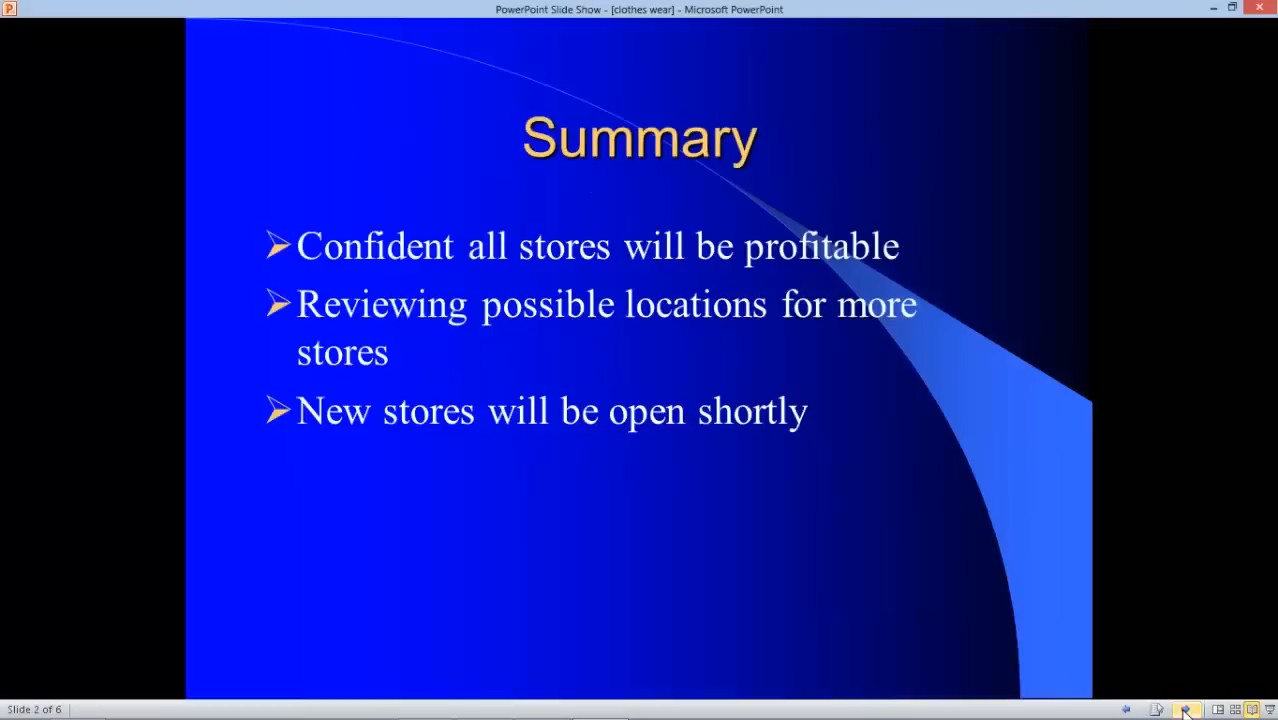 PowerPoint Slide Show - [clothes wear] - Microsoft PowerPoint
Summary
Confident all stores will be profitable
Reviewing possible locations for more
stores
New stores will be open shortly
Slide 2 of 6